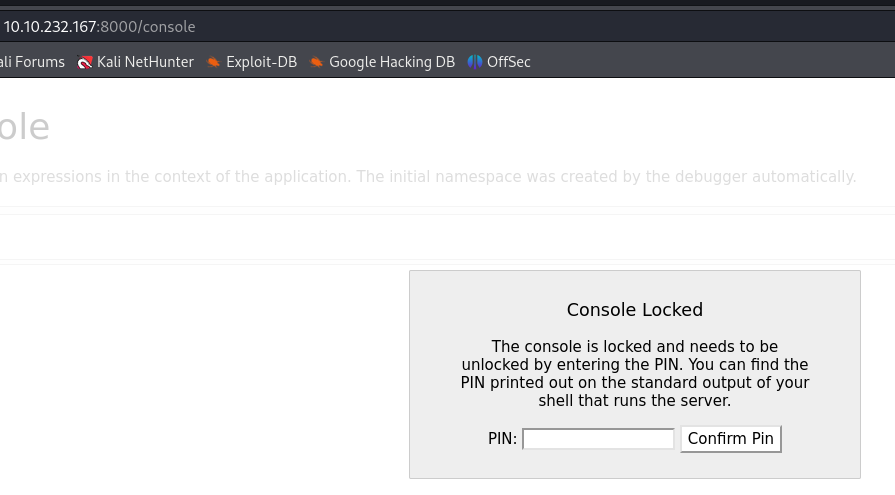 10.10.232.167:8000/console
ali Forums Kali NetHunter Exploit-DB Google Hacking DB OffSec
ole
n expressions in the context of the application. The initial namespace was created by the debugger automatically.
Console Locked
The console is locked and needs to be
unlocked by entering the PIN. You can find the
PIN printed out on the standard output of your
shell that runs the server.
PIN: Confirm Pin